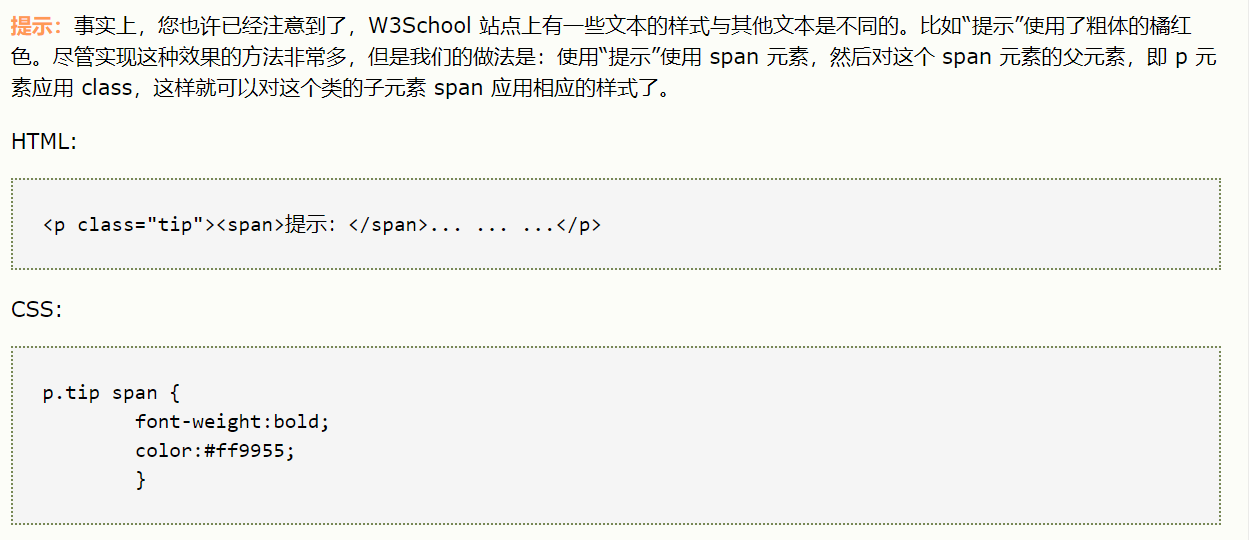 提示：事实上，您也许已经注意到了，W3School 站点上有一些文本的样式与其他文本是不同的。比如“提示”使用了粗体的橘红
色。尽管实现这种效果的方法非常多，但是我们的做法是：使用“提示”使用 span 元素，然后对这个 span 元素的父元素，即 p 元
素应用 class，这样就可以对这个类的子元素 span 应用相应的样式了。
HTML:
<p class="tip"><span>提示：</span>... ... ...</p>
CSS:
p.tip span {
font-weight:bold;
color:#ff9955;
}